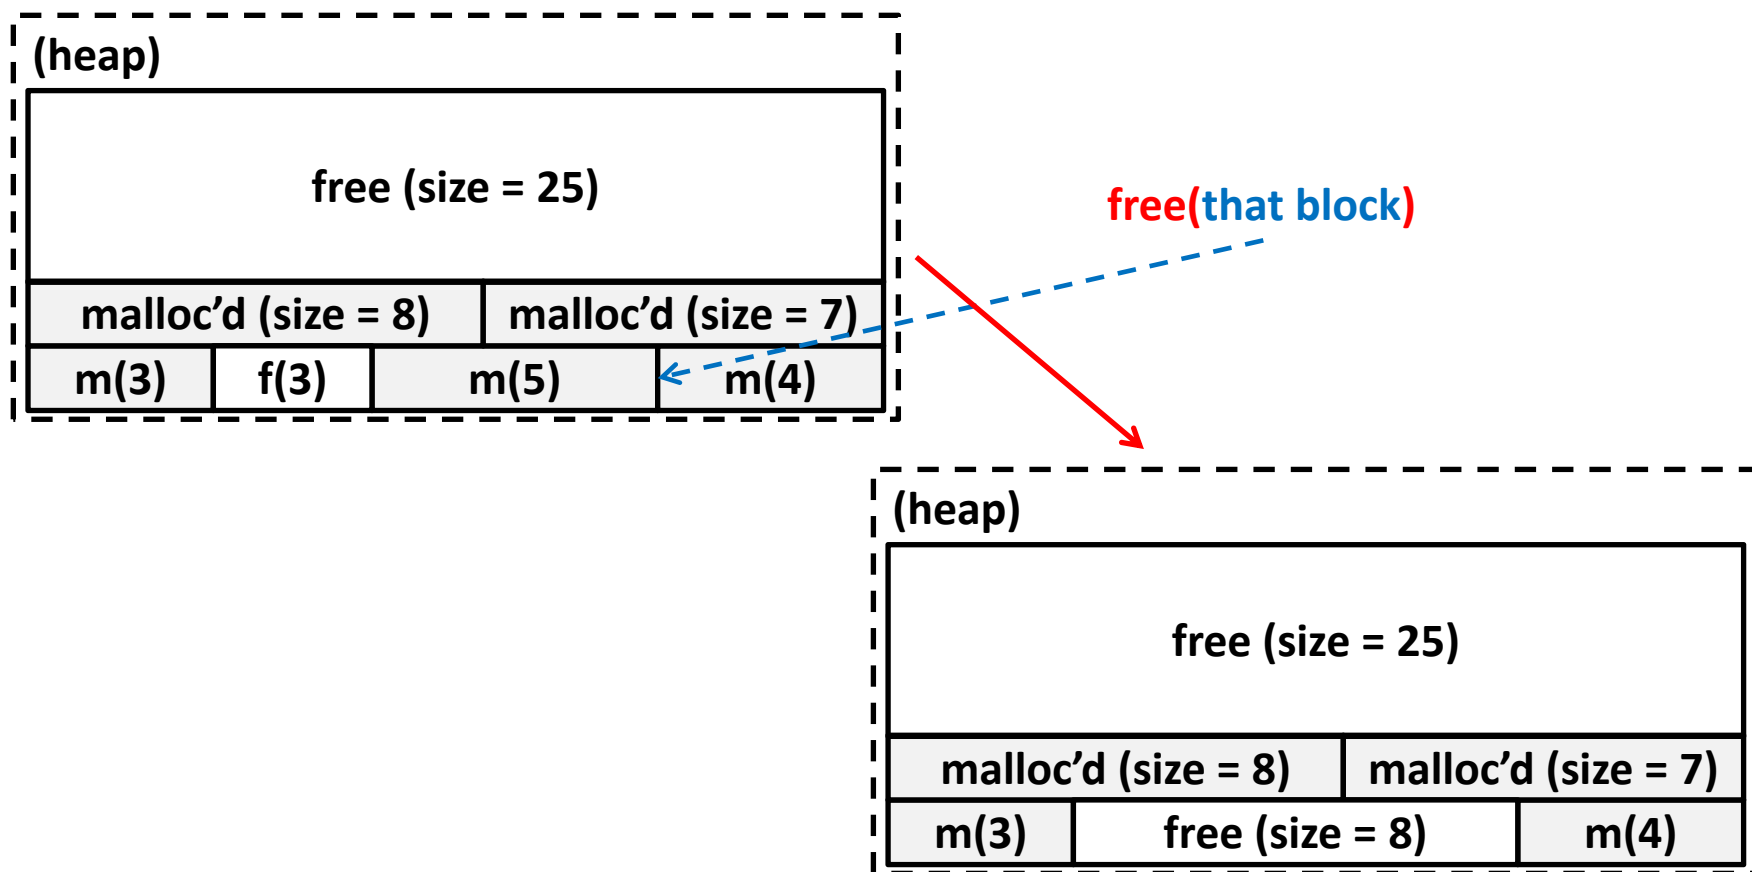 (heap)
free (size = 25)
free(that block)
malloc’d (size = 8) malloc’d (size = 7)
m(3) f(3) m(5) m(4)
(heap)
free (size = 25)
malloc’d (size = 8) malloc’d (size = 7)
m(3) free (size = 8) m(4)